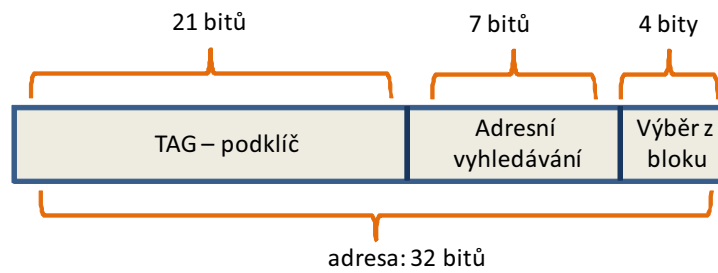 21 bitů
7 bitů
4 bity
TAG – podklíč
Adresní
vyhledávání
Výběr z
bloku
adresa: 32 bitů